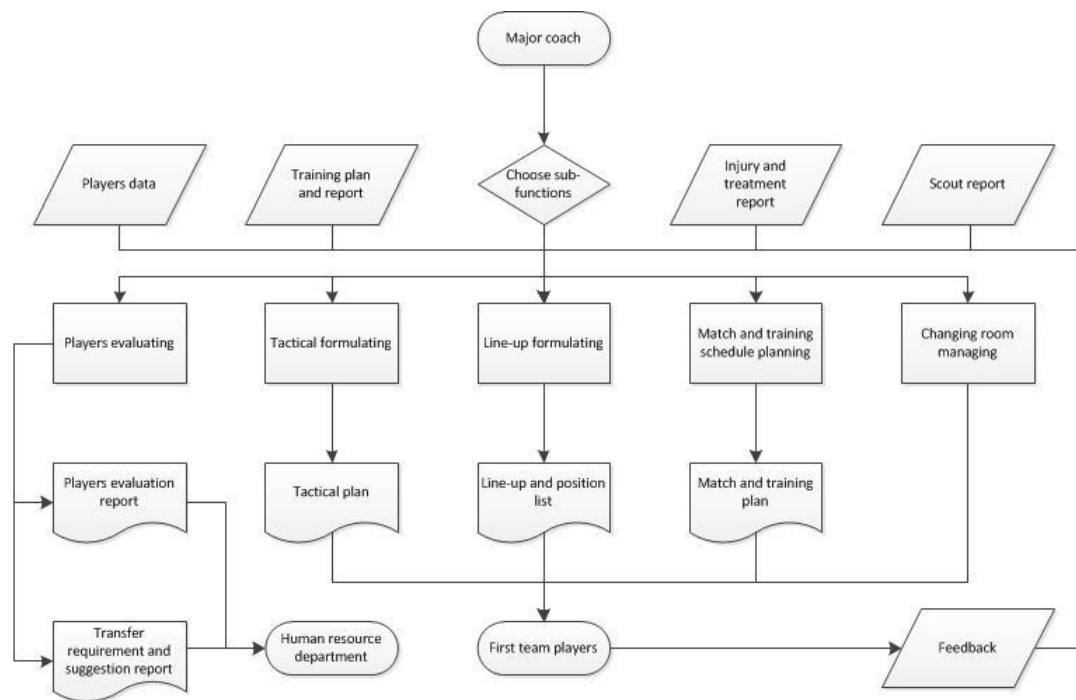 Major coach
Players data
Training plan
and report
Choose sub-
functions
Injury and
treatment
report
Scout report
Players evaluating
Tactical formulating
Line-up formulating
Match and training
schedule planning
Changing room
managing
Players evaluation
report
Tactical plan
Line-up and position
list
Match and training
plan
Transfer
requirement and
suggestion report
Human resource
department
First team players
Feedback